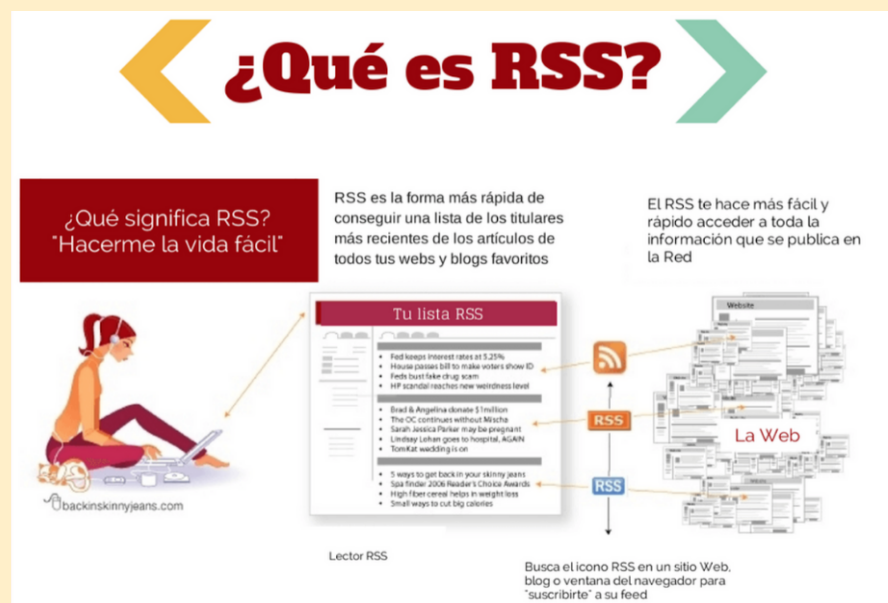 ¿Qué es RSS?
¿Qué significa RSS?
"Hacerme la vida fácil"
RSS es la forma más rápida de
conseguir una lista de los titulares
más recientes de los artículos de
todos tus webs y blogs favoritos
El RSS te hace más fácil y
rápido acceder a toda la
información que se publica en
la Red
Tu lista RSS
Fed keeps interest rates at 5.25%
House passes bill to make voters show ID
Feds bust fake drug scam
HP scandal reaches new weirdness level
Brad & Angelina donate $1million
The OC continues without Mischa
Sarah Jessica Parker may be pregnant
Lindsay Lohan goes to hospital, AGAIN
TomKat wedding is on
5 ways to get back in your skinny jeans
Spa finder 2006 Reader's Choice Awards
High fiber cereal helps in weight loss
Small ways to cut big calories
RSS
RSS
Website
La Web
backinskinnyjeans.com
Lector RSS
Busca el icono RSS en un sitio Web,
blog o ventana del navegador para
"suscribirte" a su feed